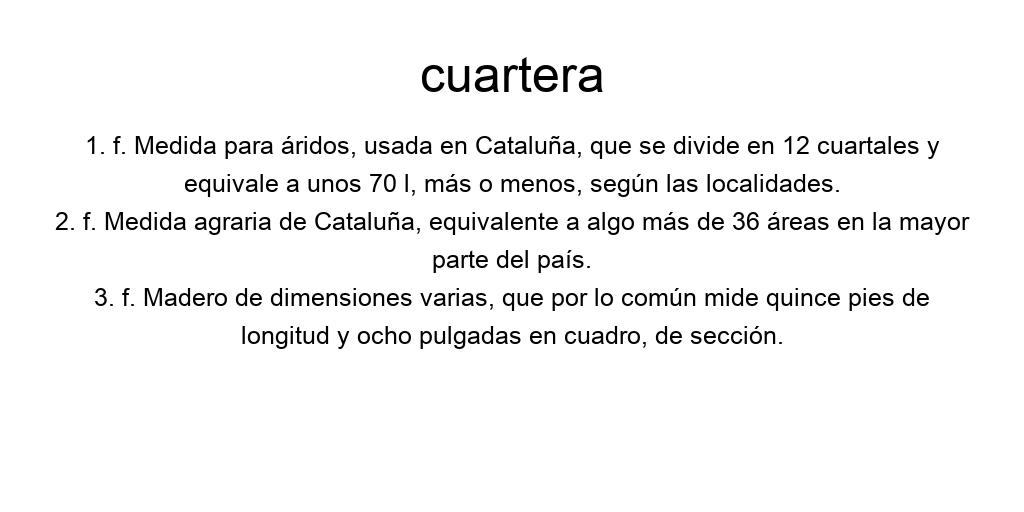 cuartera
1. f. Medida para áridos, usada en Cataluña, que se divide en 12 cuartales y
equivale a unos 70 l, más o menos, según las localidades.
2. f. Medida agraria de Cataluña, equivalente a algo más de 36 áreas en la mayor
parte del país.
3. f. Madero de dimensiones varias, que por lo común mide quince pies de
longitud y ocho pulgadas en cuadro, de sección.